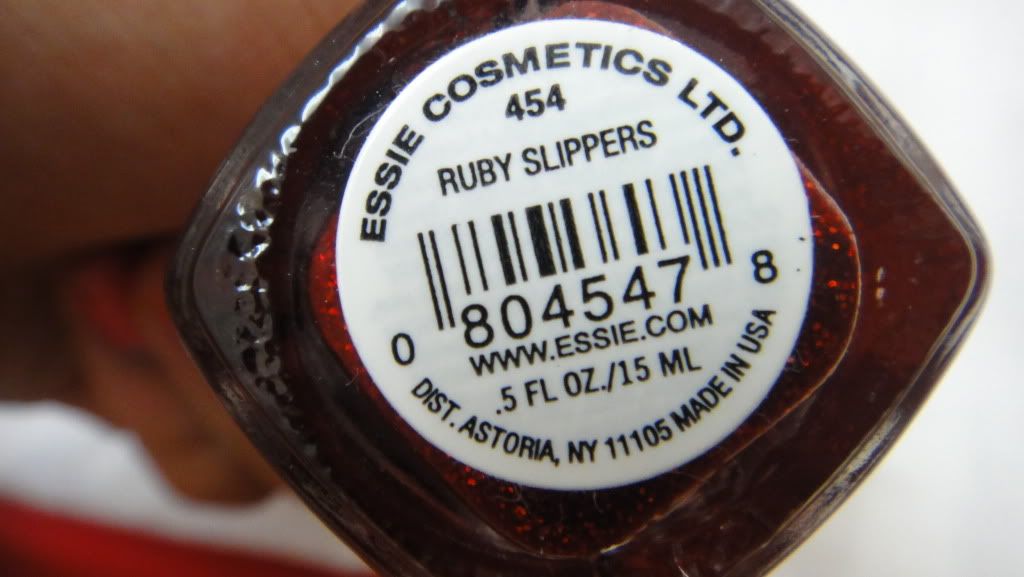 ESSIE COSMETICS LTD.
454
RUBY SLIPPERS
0 804547 8
WWW.ESSIE.COM
.5 FL OZ./15 ML
DIST. ASTORIA, NY 11105 MADE IN USA